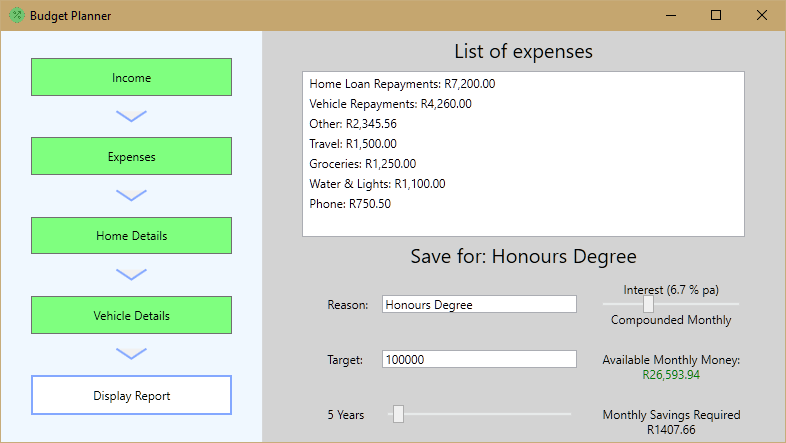 Budget Planner
Income
Expenses
Home Details
Vehicle Details
Display Report
List of expenses
Home Loan Repayments: R7,200.00
Vehicle Repayments: R4,260.00
Other: R2,345.56
Travel: R1,500.00
Groceries: R1,250.00
Water & Lights: R1,100.00
Phone: R750.50
Save for: Honours Degree
Reason: Honours Degree
Interest (6.7 % pa)
Compounded Monthly
Target: 100000
Available Monthly Money:
R26,593.94
5 Years
Monthly Savings Required
R1407.66